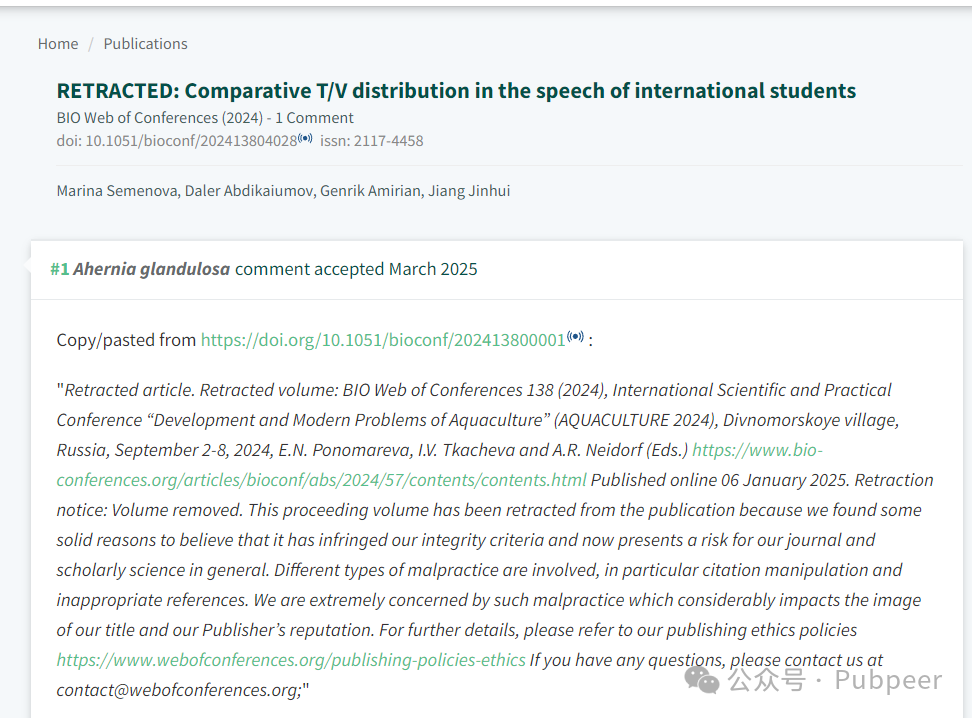 Home / Publications
RETRACTED: Comparative T/V distribution in the speech of international students
BIO Web of Conferences (2024) - 1 Comment
doi: 10.1051/bioconf/202413804028 issn: 2117-4458
Marina Semenova, Daler Abdikaiumov, Genrik Amirian, Jiang Jinhui
#1 Ahernia glandulosa comment accepted March 2025
Copy/pasted from https://doi.org/10.1051/bioconf/202413800001 :
"Retracted article. Retracted volume: BIO Web of Conferences 138 (2024), International Scientific and Practical
Conference “Development and Modern Problems of Aquaculture” (AQUACULTURE 2024), Divnomorskoye village,
Russia, September 2-8, 2024, E.N. Ponomareva, I.V. Tkacheva and A.R. Neidorf (Eds.) https://www.bio-
conferences.org/articles/bioconf/abs/2024/57/contents/contents.html Published online 06 January 2025. Retraction
notice: Volume removed. This proceeding volume has been retracted from the publication because we found some
solid reasons to believe that it has infringed our integrity criteria and now presents a risk for our journal and
scholarly science in general. Different types of malpractice are involved, in particular citation manipulation and
inappropriate references. We are extremely concerned by such malpractice which considerably impacts the image
of our title and our Publisher’s reputation. For further details, please refer to our publishing ethics policies
https://www.webofconferences.org/publishing-policies-ethics If you have any questions, please contact us at
contact@webofconferences.org;"
公众号 · Pubpeer